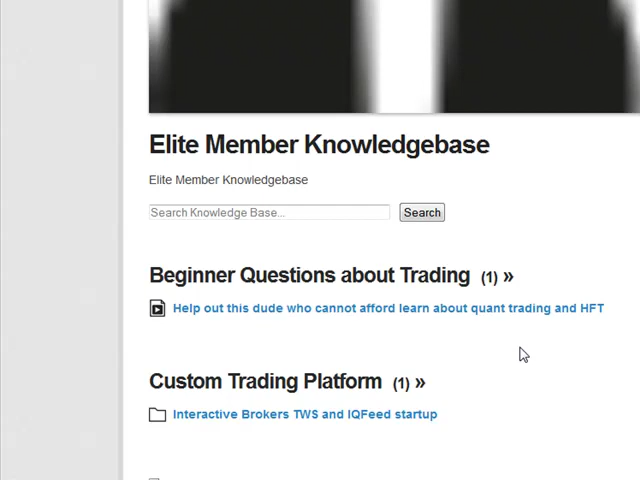 Elite Member Knowledgebase
Elite Member Knowledgebase
Search Knowledge Base... Search
Beginner Questions about Trading (1) »
Help out this dude who cannot afford learn about quant trading and HFT
Custom Trading Platform (1) »
Interactive Brokers TWS and IQFeed startup